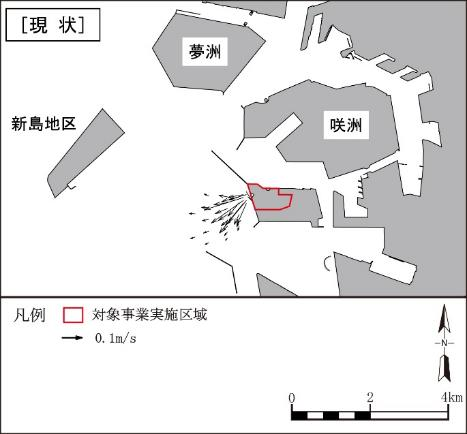 [現 状]
夢洲
新島地区
咲洲
凡例
対象事業実施区域
0.1m/s
N
0 2 4km